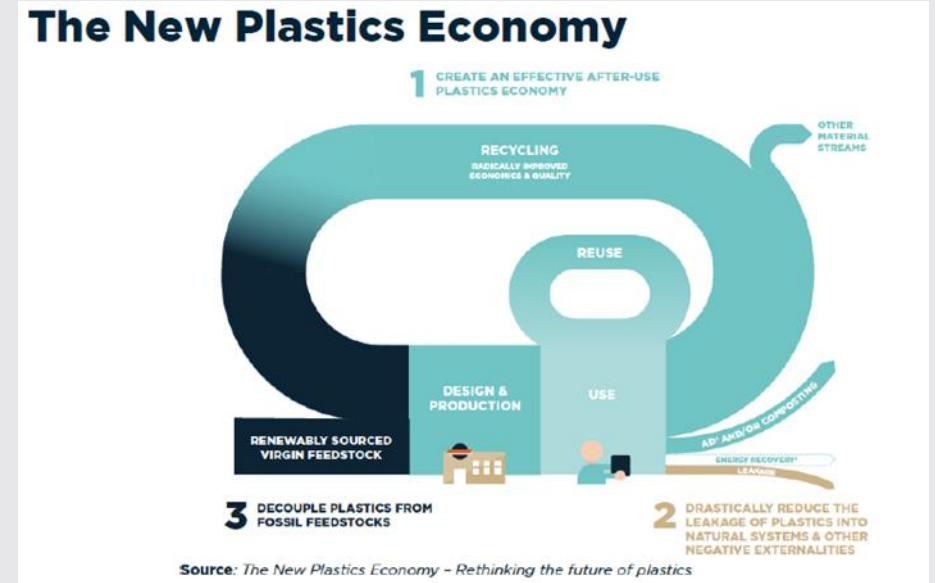 The New Plastics Economy
1 CREATE AN EFFECTIVE AFTER-USE
PLASTICS ECONOMY
OTHER
MATERIAL
STREAMS
RECYCLING
RADICALLY IMPROVED
ECONOMICS & QUALITY
REUSE
DESIGN &
PRODUCTION
USE
RENEWABLY SOURCED
VIRGIN FEEDSTOCK
AD¹ AND/OR COMPOSTING
ENERGY RECOVERY²
LEAKAGE
3 DECOUPLE PLASTICS FROM
FOSSIL FEEDSTOCKS
2 DRASTICALLY REDUCE THE
LEAKAGE OF PLASTICS INTO
NATURAL SYSTEMS & OTHER
NEGATIVE EXTERNALITIES
Source: The New Plastics Economy – Rethinking the future of plastics